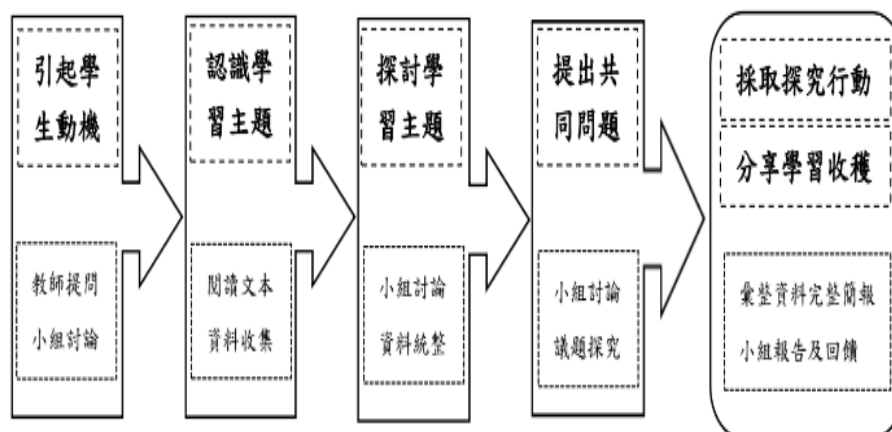 引起學
生動機
教師提問
小組討論
認識學
習主題
閱讀文本
資料收集
探討學
習主題
小組討論
資料統整
提出共
同問題
小組討論
議題探究
採取探究行動
分享學習收穫
彙整資料完整簡報
小組報告及回饋